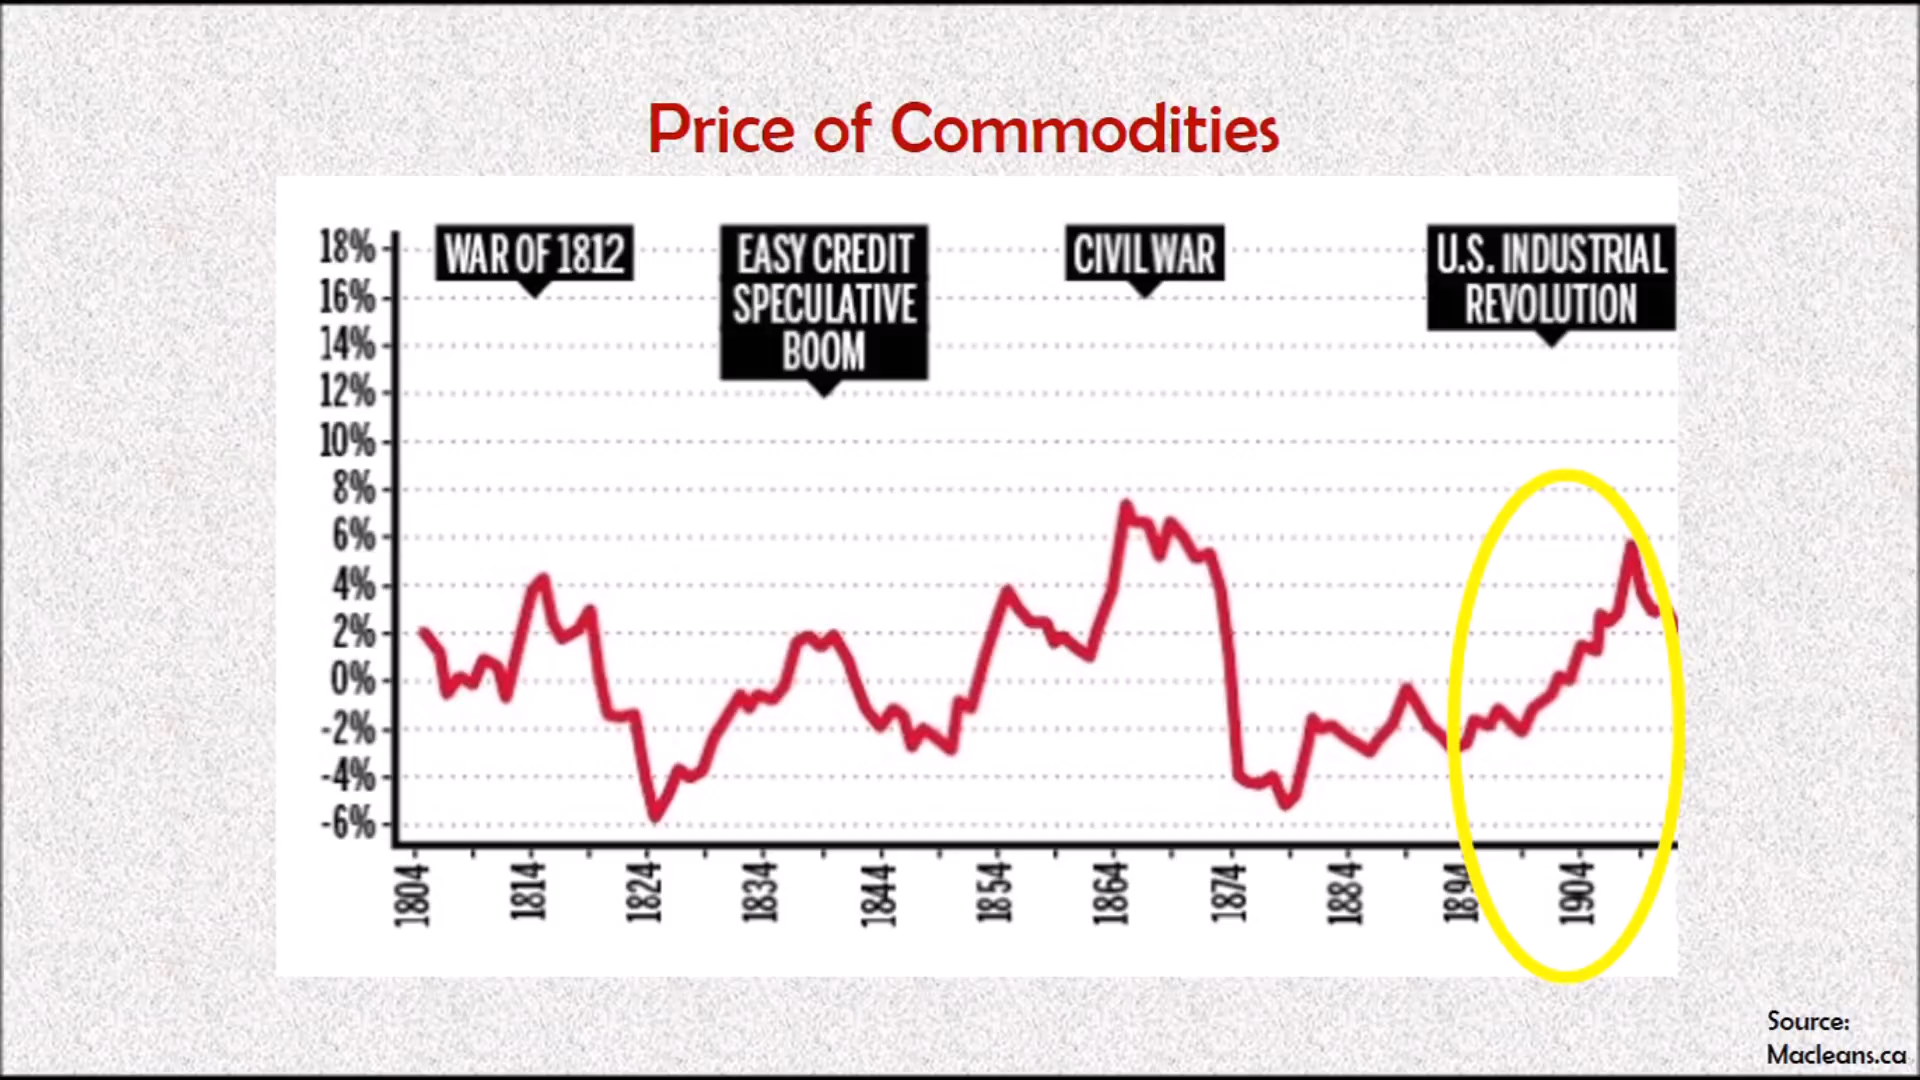 Price of Commodities
WAR OF 1812
EASY CREDIT
SPECULATIVE
BOOM
CIVIL WAR
U.S. INDUSTRIAL
REVOLUTION
18%
16%
14%
12%
10%
8%
6%
4%
2%
0%
-2%
-4%
-6%
1804
1814
1824
1834
1844
1854
1864
1874
1884
1894
1904
Source:
Macleans.ca